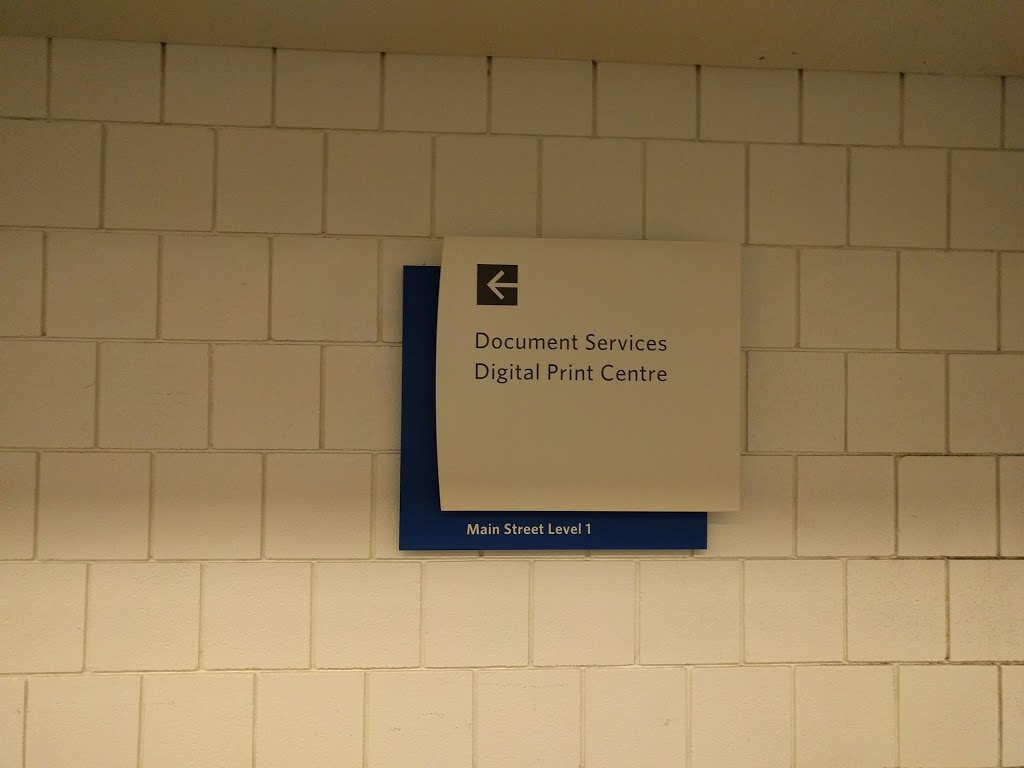 Document Services
Digital Print Centre
Main Street Level 1